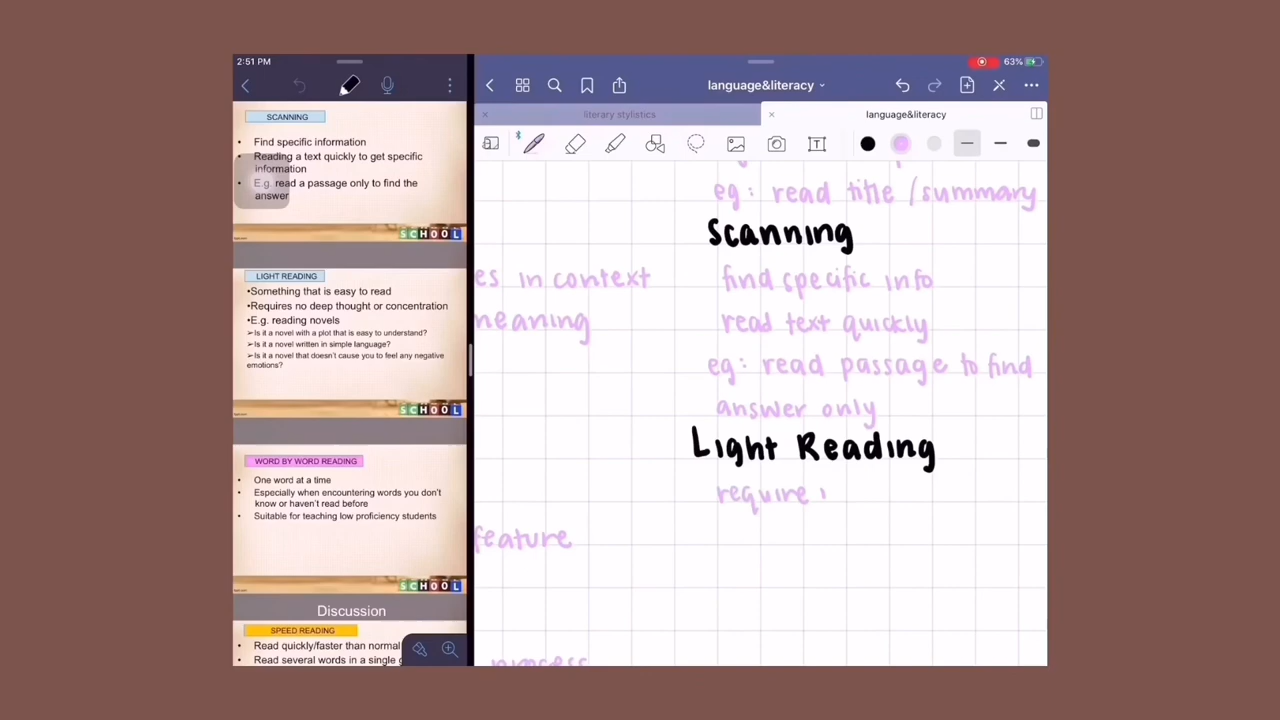 2:51 PM
63%
language&literacy
literary stylistics
language&literacy
SCANNING
• Find specific information
• Reading a text quickly to get specific
information
• E.g. read a passage only to find the
answer
SCHOOL
LIGHT READING
•Something that is easy to read
•Requires no deep thought or concentration
•E.g. reading novels
➢Is it a novel with a plot that is easy to understand?
➢Is it a novel written in simple language?
➢Is it a novel that doesn't cause you to feel any negative
emotions?
SCHOOL
WORD BY WORD READING
• One word at a time
• Especially when encountering words you don't
know or haven't read before
• Suitable for teaching low proficiency students
SCHOOL
Discussion
SPEED READING
• Read quickly/faster than normal
• Read several words in a single
eg: read title / summary
Scanning
es in context
find specific info
meaning
read text quickly
eg: read passage to find
answer only
Light Reading
require
feature
process